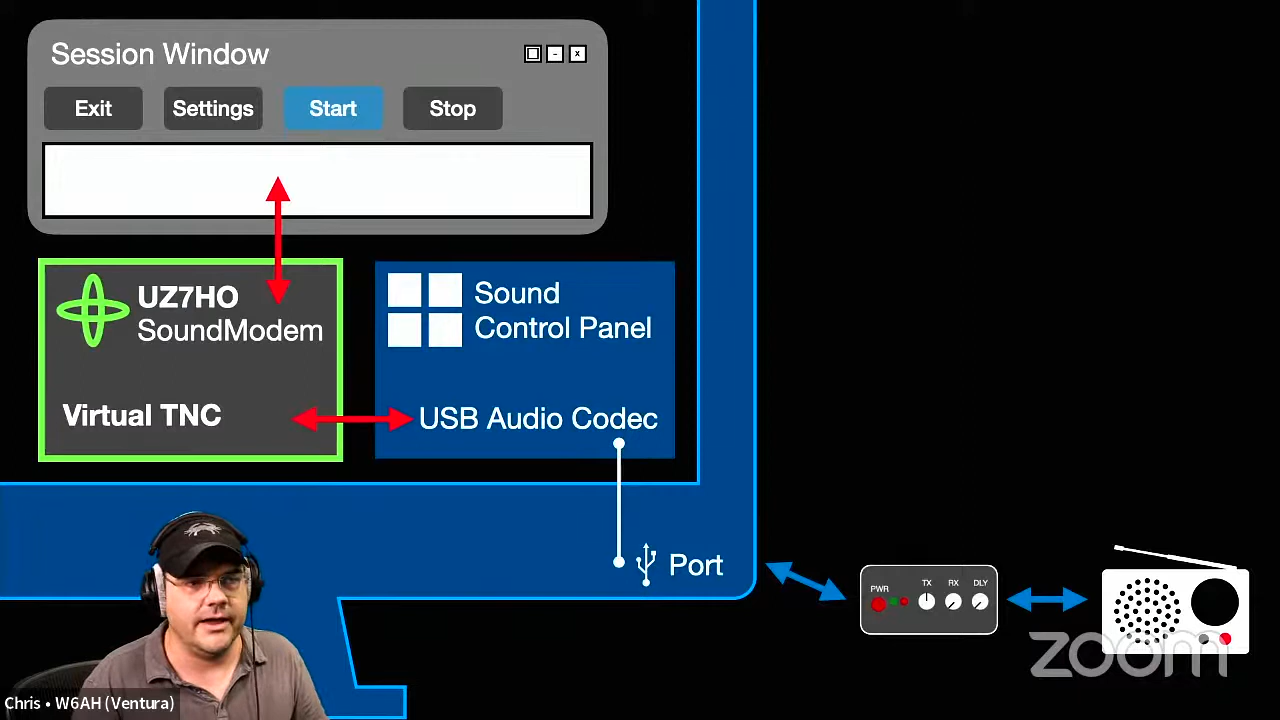 Session Window
Exit
Settings
Start
Stop
UZ7HO
SoundModem
Virtual TNC
Sound
Control Panel
USB Audio Codec
Port
PWR
TX
RX
DLY
zoom
Chris • W6AH (Ventura)